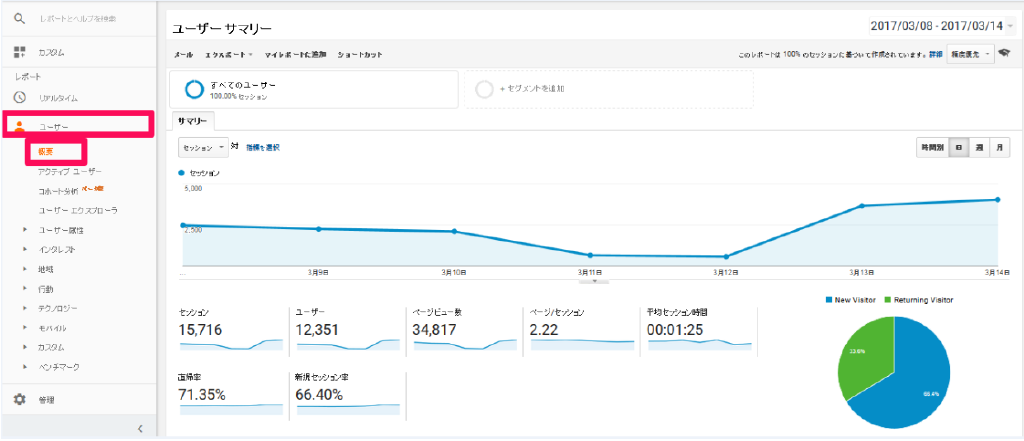 レポートとヘルプを検索
カスタム
レポート
リアルタイム
ユーザー
概要
アクティブ ユーザー
コホート分析 ベータ版
ユーザー エクスプローラ
ユーザー属性
インタレスト
地域
行動
テクノロジー
モバイル
カスタム
ベンチマーク
管理
ユーザー サマリー
2017/03/08 - 2017/03/14
メール エクスポート マイレポートに追加 ショートカット
このレポートは 100% のセッションに基づいて作成されています。詳細 精度優先
すべてのユーザー
100.00% セッション
+ セグメントを追加
サマリー
セッション 対 指標を選択
時間別 日 週 月
セッション
5,000
2,500
...
3月9日 3月10日 3月11日 3月12日 3月13日 3月14日
New Visitor Returning Visitor
セッション
15,716
ユーザー
12,351
ページビュー数
34,817
ページ/セッション
2.22
平均セッション時間
00:01:25
直帰率
71.35%
新規セッション率
66.40%
33.6%
66.4%